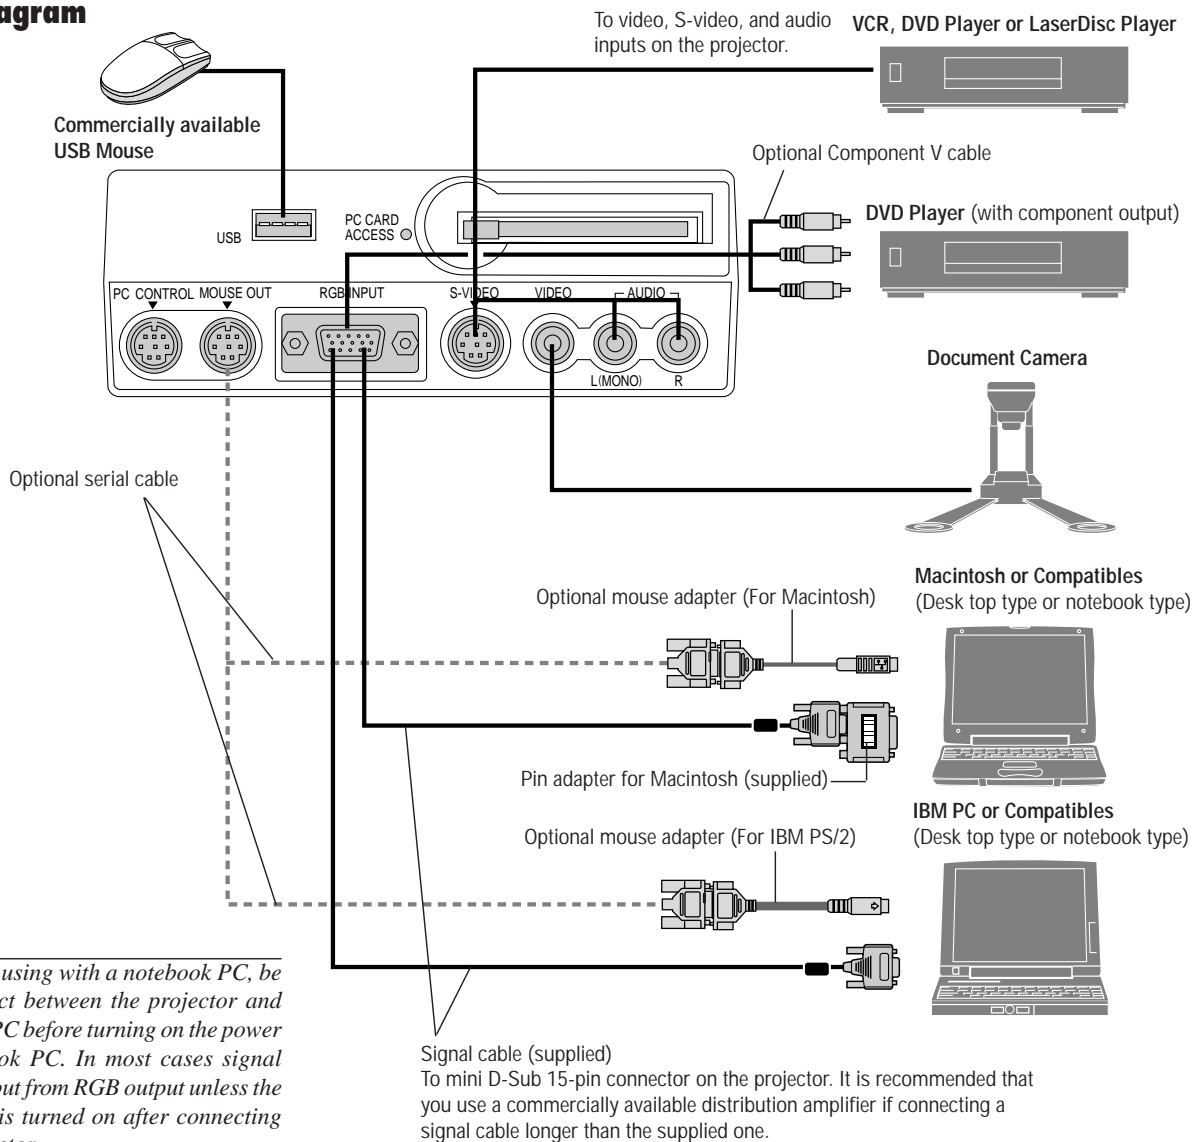 agram
To video, S-video, and audio
inputs on the projector.
VCR, DVD Player or LaserDisc Player
Commercially available
USB Mouse
Optional Component V cable
DVD Player (with component output)
USB
PC CARD
ACCESS
PC CONTROL MOUSE OUT RGB INPUT S-VIDEO VIDEO AUDIO
L(MONO) R
Document Camera
Optional serial cable
Macintosh or Compatibles
(Desk top type or notebook type)
Optional mouse adapter (For Macintosh)
Pin adapter for Macintosh (supplied)
IBM PC or Compatibles
(Desk top type or notebook type)
Optional mouse adapter (For IBM PS/2)
using with a notebook PC, be
ct between the projector and
PC before turning on the power
ok PC. In most cases signal
out from RGB output unless the
is turned on after connecting
Signal cable (supplied)
To mini D-Sub 15-pin connector on the projector. It is recommended that
you use a commercially available distribution amplifier if connecting a
signal cable longer than the supplied one.